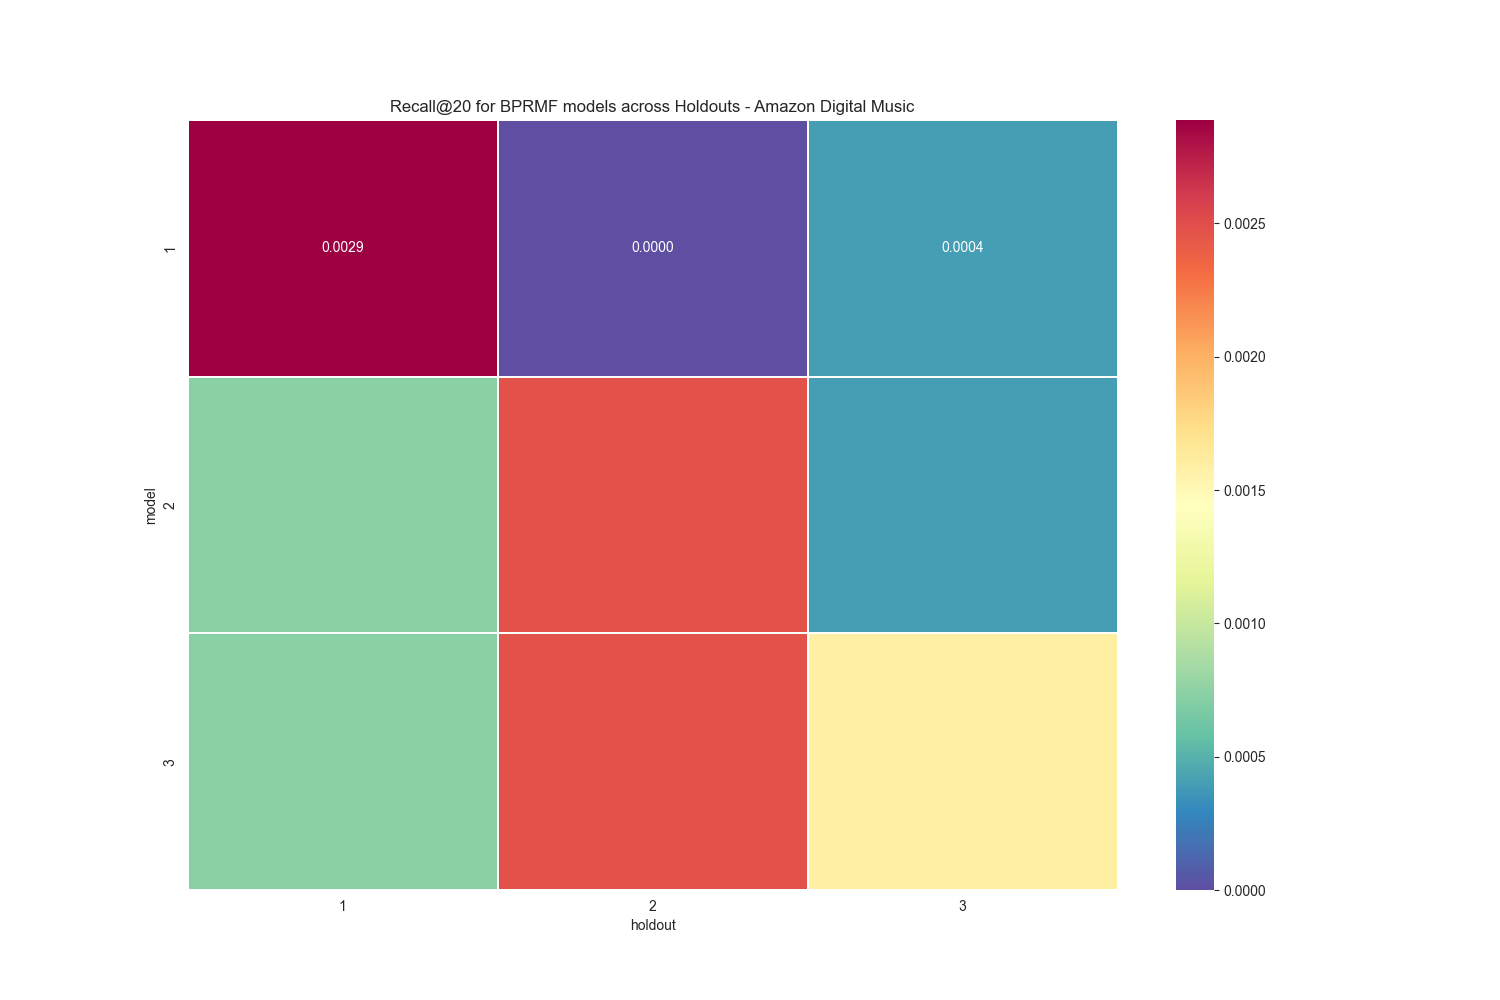 Recall@20 for BPRMF models across Holdouts - Amazon Digital Music
0.0029 0.0000 0.0004
1
2
3
model
1 2 3
holdout
0.0025
0.0020
0.0015
0.0010
0.0005
0.0000